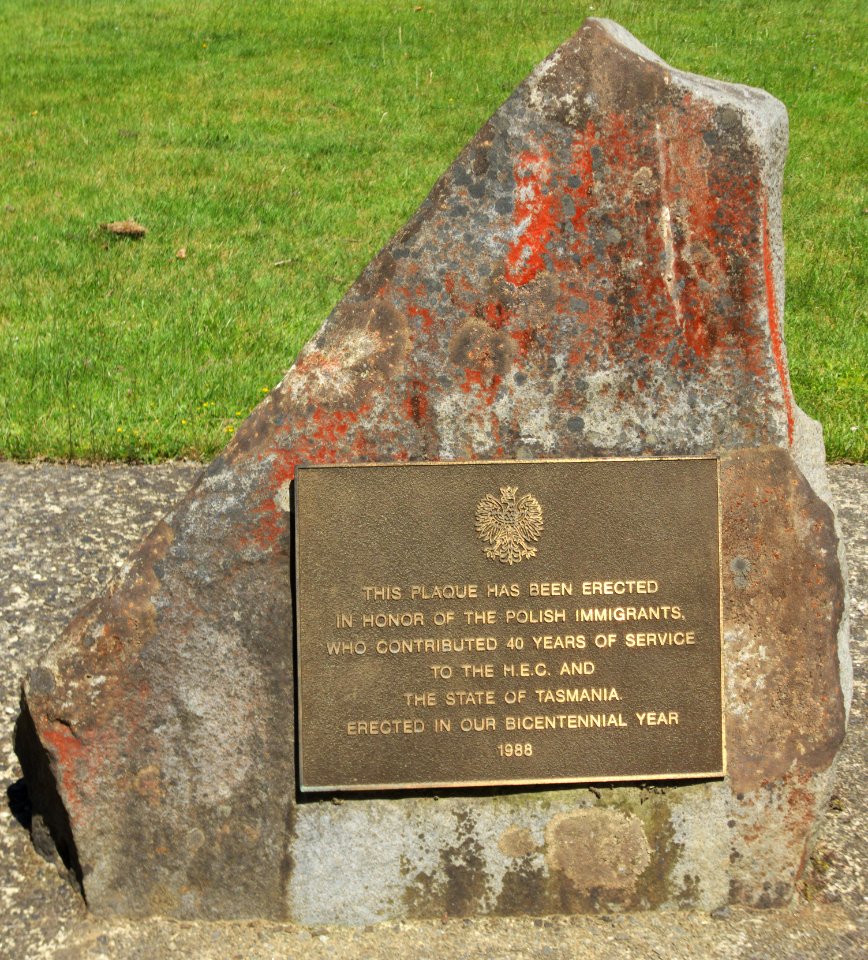 THIS PLAQUE HAS BEEN ERECTED
IN HONOR OF THE POLISH IMMIGRANTS,
WHO CONTRIBUTED 40 YEARS OF SERVICE
TO THE H.E.C. AND
THE STATE OF TASMANIA.
ERECTED IN OUR BICENTENNIAL YEAR
1988